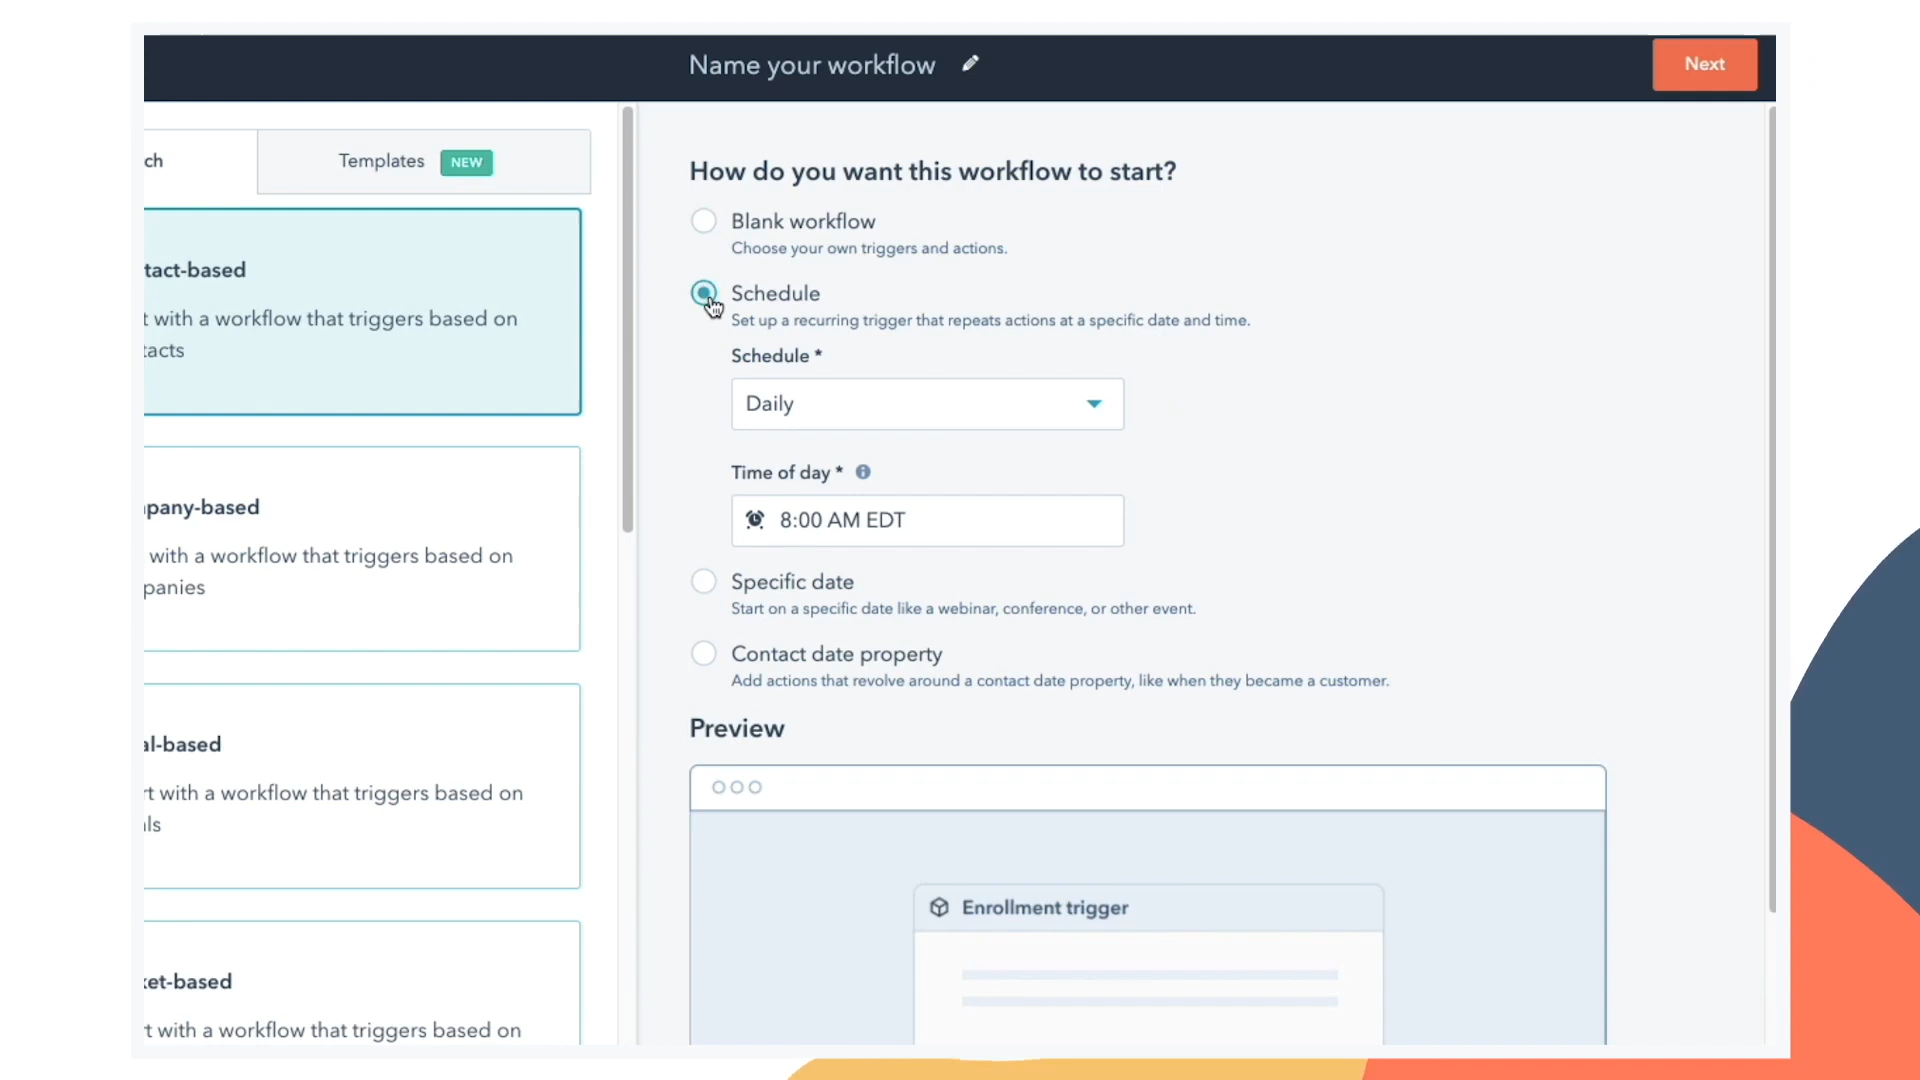 Name your workflow
Next
ch
Templates NEW
tact-based
t with a workflow that triggers based on
tacts
pany-based
with a workflow that triggers based on
panies
al-based
rt with a workflow that triggers based on
ls
ket-based
t with a workflow that triggers based on
How do you want this workflow to start?
Blank workflow
Choose your own triggers and actions.
Schedule
Set up a recurring trigger that repeats actions at a specific date and time.
Schedule *
Daily
Time of day *
8:00 AM EDT
Specific date
Start on a specific date like a webinar, conference, or other event.
Contact date property
Add actions that revolve around a contact date property, like when they became a customer.
Preview
Enrollment trigger